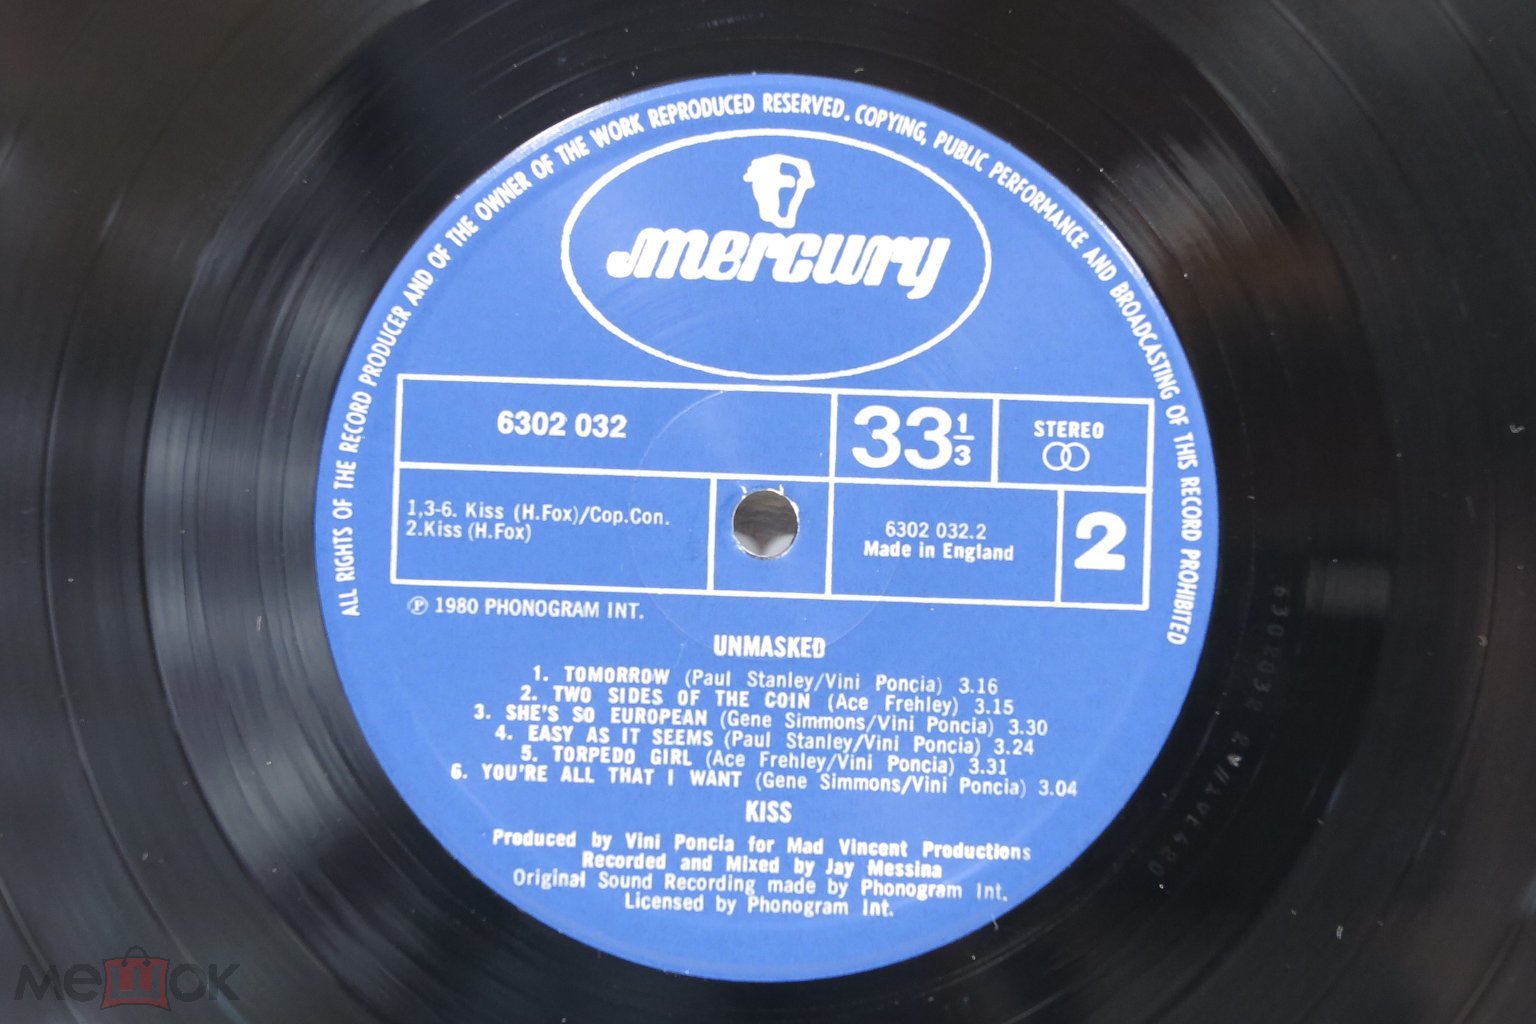 ALL RIGHTS OF THE RECORD PRODUCER AND OF THE OWNER OF THE WORK REPRODUCED RESERVED. COPYING, PUBLIC PERFORMANCE AND BROADCASTING OF THIS RECORD PROHIBITED
mercury
6302 032
33 1/3
STEREO
1,3-6. Kiss (H.Fox)/Cop.Con.
2.Kiss (H.Fox)
6302 032.2
Made in England
2
Ⓟ 1980 PHONOGRAM INT.
UNMASKED
1. TOMORROW (Paul Stanley/Vini Poncia) 3.16
2. TWO SIDES OF THE COIN (Ace Frehley) 3.15
3. SHE'S SO EUROPEAN (Gene Simmons/Vini Poncia) 3.30
4. EASY AS IT SEEMS (Paul Stanley/Vini Poncia) 3.24
5. TORPEDO GIRL (Ace Frehley/Vini Poncia) 3.31
6. YOU'RE ALL THAT I WANT (Gene Simmons/Vini Poncia) 3.04
KISS
Produced by Vini Poncia for Mad Vincent Productions
Recorded and Mixed by Jay Messina
Original Sound Recording made by Phonogram Int.
Licensed by Phonogram Int.
мешок